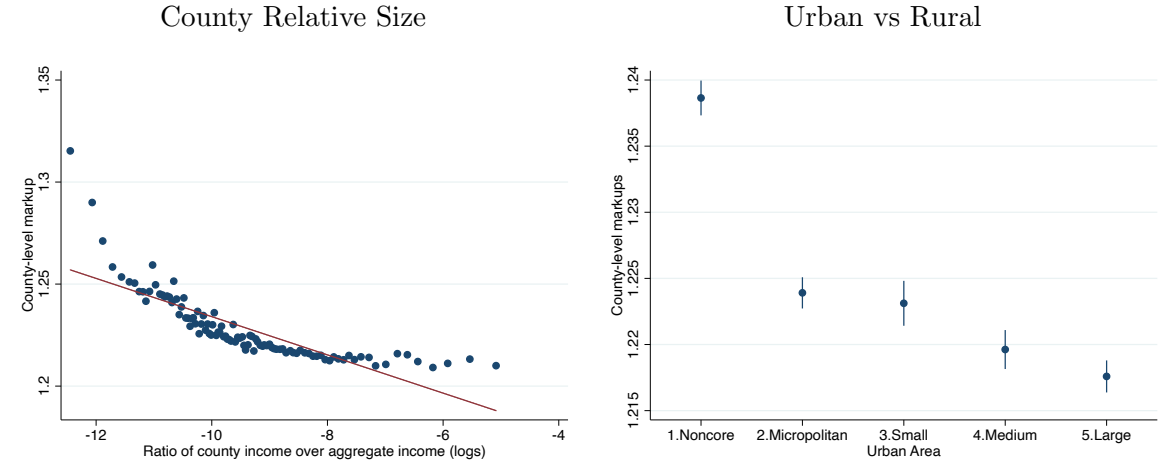 County Relative Size
County-level markup
1.35
1.3
1.25
1.2
-12 -10 -8 -6 -4
Ratio of county income over aggregate income (logs)
Urban vs Rural
County-level markups
1.24
1.235
1.23
1.225
1.22
1.215
1.Noncore 2.Micropolitan 3.Small 4.Medium 5.Large
Urban Area